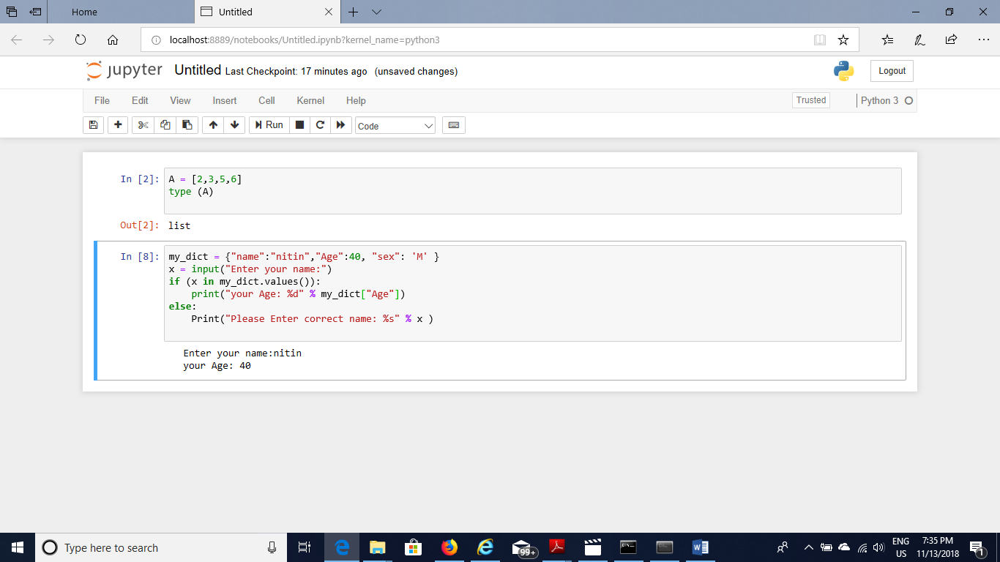 Home
Untitled
localhost:8889/notebooks/Untitled.ipynb?kernel_name=python3
jupyter Untitled Last Checkpoint: 17 minutes ago (unsaved changes)
Logout
File Edit View Insert Cell Kernel Help
Trusted
Python 3
Run
Code
In [2]: A = [2,3,5,6]
type (A)
Out[2]: list
In [8]: my_dict = {"name":"nitin","Age":40, "sex": 'M' }
x = input("Enter your name:")
if (x in my_dict.values()):
    print("your Age: %d" % my_dict["Age"])
else:
    Print("Please Enter correct name: %s" % x )
Enter your name:nitin
your Age: 40
Type here to search
99+
ENG
US
7:35 PM
11/13/2018
1